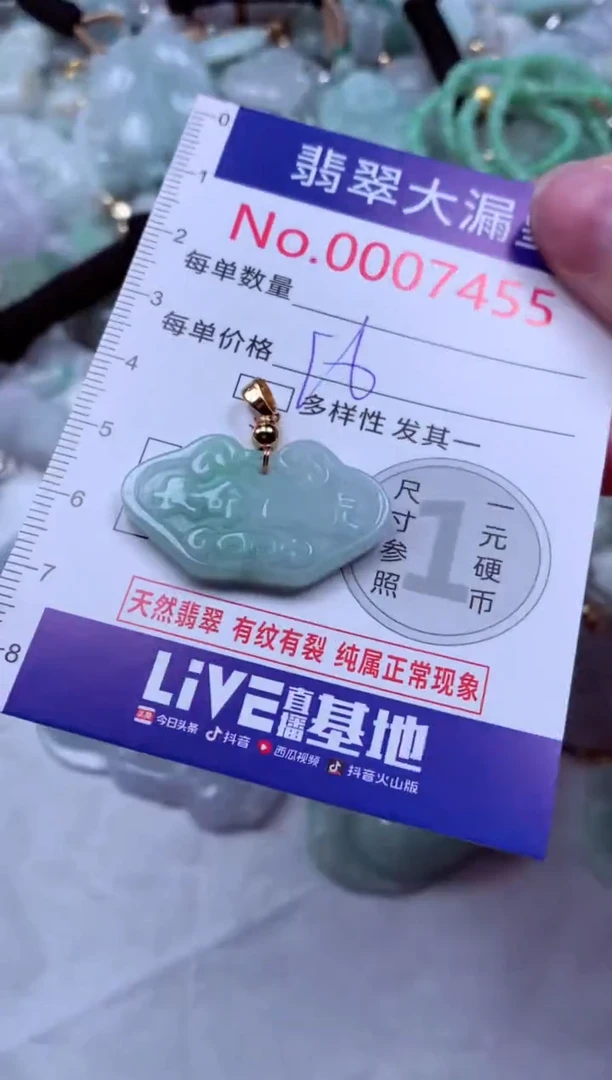 0
1
2
3
4
5
6
7
8
翡翠大漏
No.0007455
每单数量
每单价格
多样性 发其一
尺寸参照
1
一元硬币
天然翡翠 有纹有裂 纯属正常现象
LiVE直播基地
今日头条 抖音 西瓜视频 抖音火山版